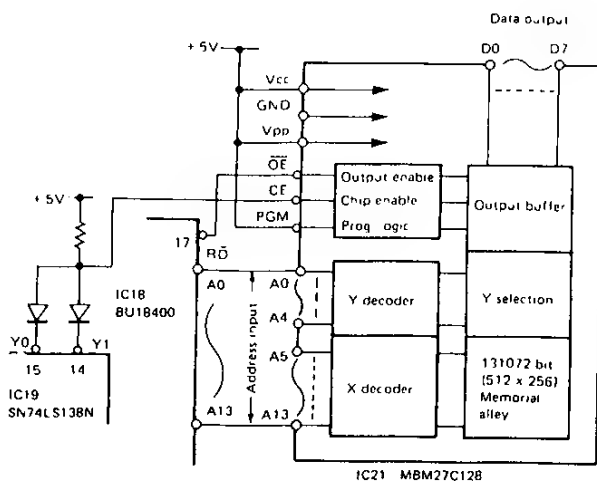 Data output
D0 D7
+ 5V
Vcc
GND
Vpp
OE
Output enable
CE
Chip enable
PGM
Prog logic
Output buffer
+ 5V
17
RD
IC18
BU18400
A0
A0
Y decoder
Y selection
A4
Address input
A5
X decoder
131072 bit
(512 x 256)
Memorial
alley
A13
A13
Y0
Y1
15
14
IC19
SN74LS138N
IC21 MBM27C128